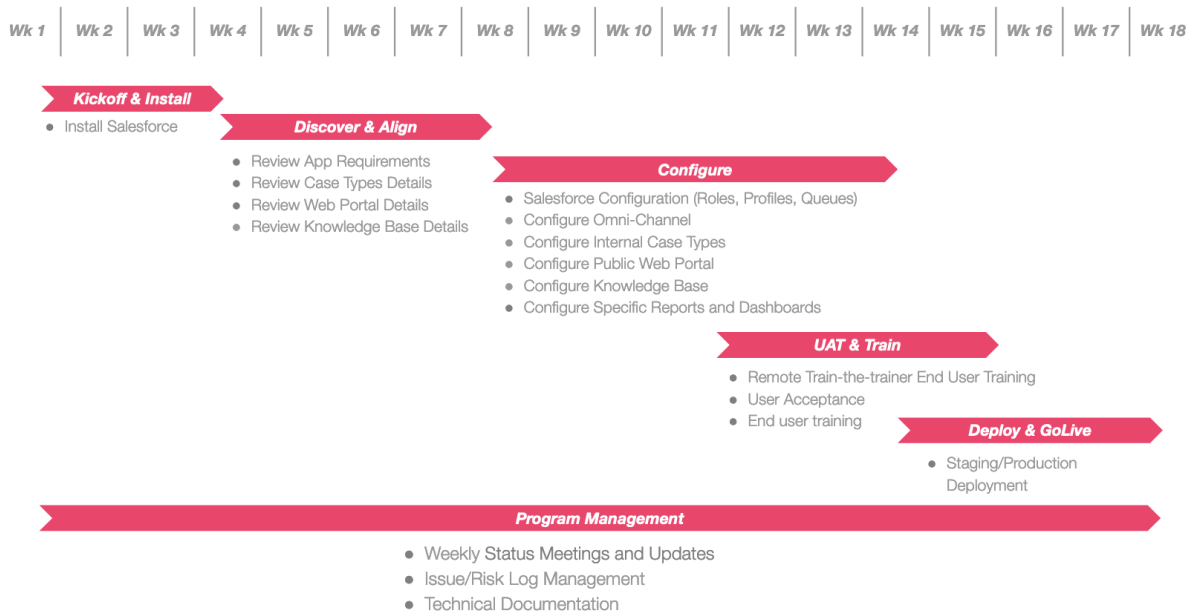 Wk 1 Wk 2 Wk 3 Wk 4 Wk 5 Wk 6 Wk 7 Wk 8 Wk 9 Wk 10 Wk 11 Wk 12 Wk 13 Wk 14 Wk 15 Wk 16 Wk 17 Wk 18
Kickoff & Install
• Install Salesforce
Discover & Align
• Review App Requirements
• Review Case Types Details
• Review Web Portal Details
• Review Knowledge Base Details
Configure
• Salesforce Configuration (Roles, Profiles, Queues)
• Configure Omni-Channel
• Configure Internal Case Types
• Configure Public Web Portal
• Configure Knowledge Base
• Configure Specific Reports and Dashboards
UAT & Train
• Remote Train-the-trainer End User Training
• User Acceptance
• End user training
Deploy & GoLive
• Staging/Production
Deployment
Program Management
• Weekly Status Meetings and Updates
• Issue/Risk Log Management
• Technical Documentation